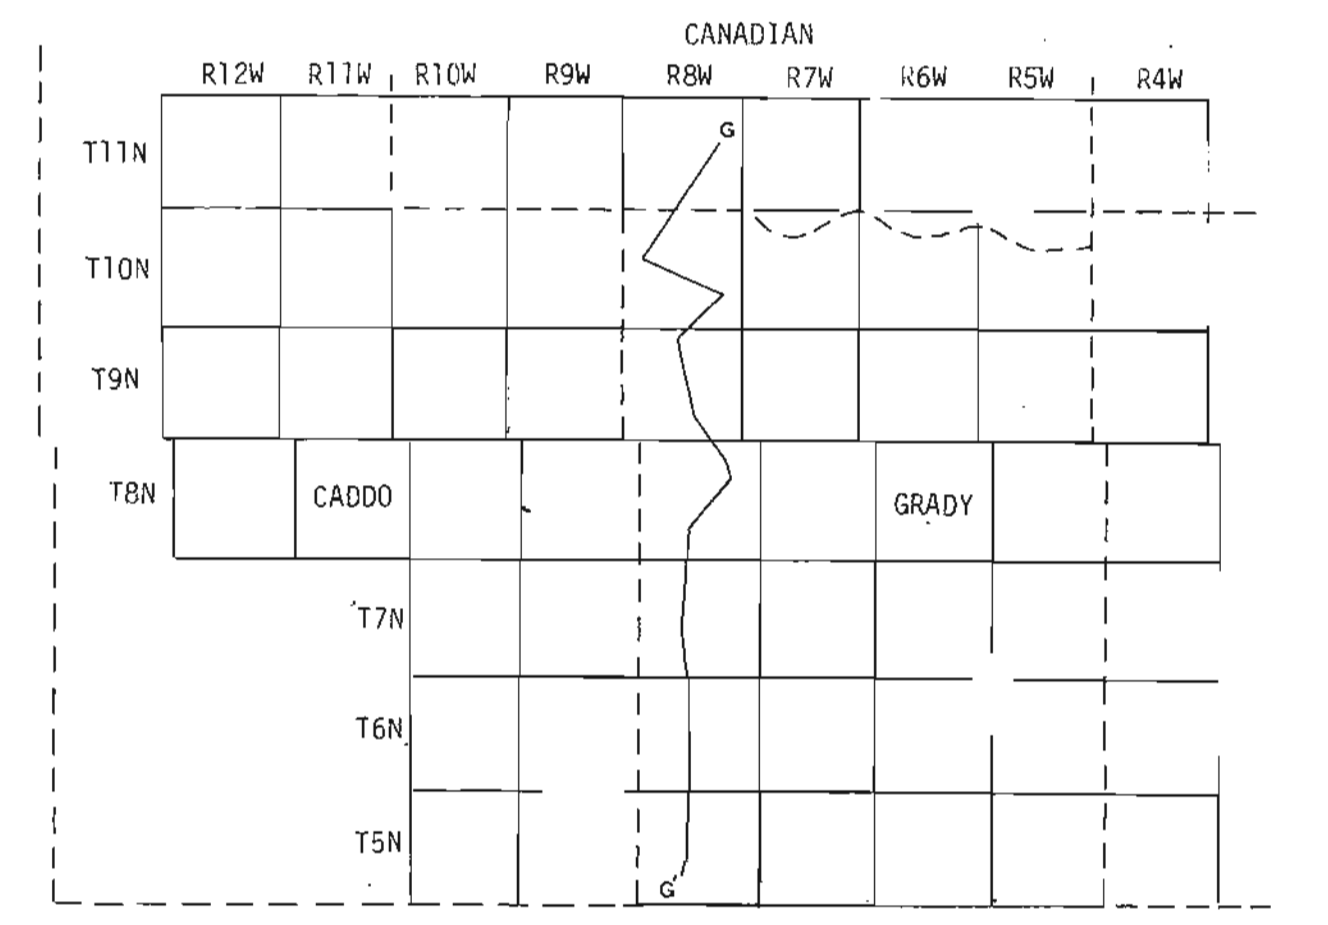 CANADIAN
R12W R11W R10W R9W R8W R7W R6W R5W R4W
G
T11N
T10N
T9N
T8N CADDO GRADY
T7N
T6N
T5N
G'